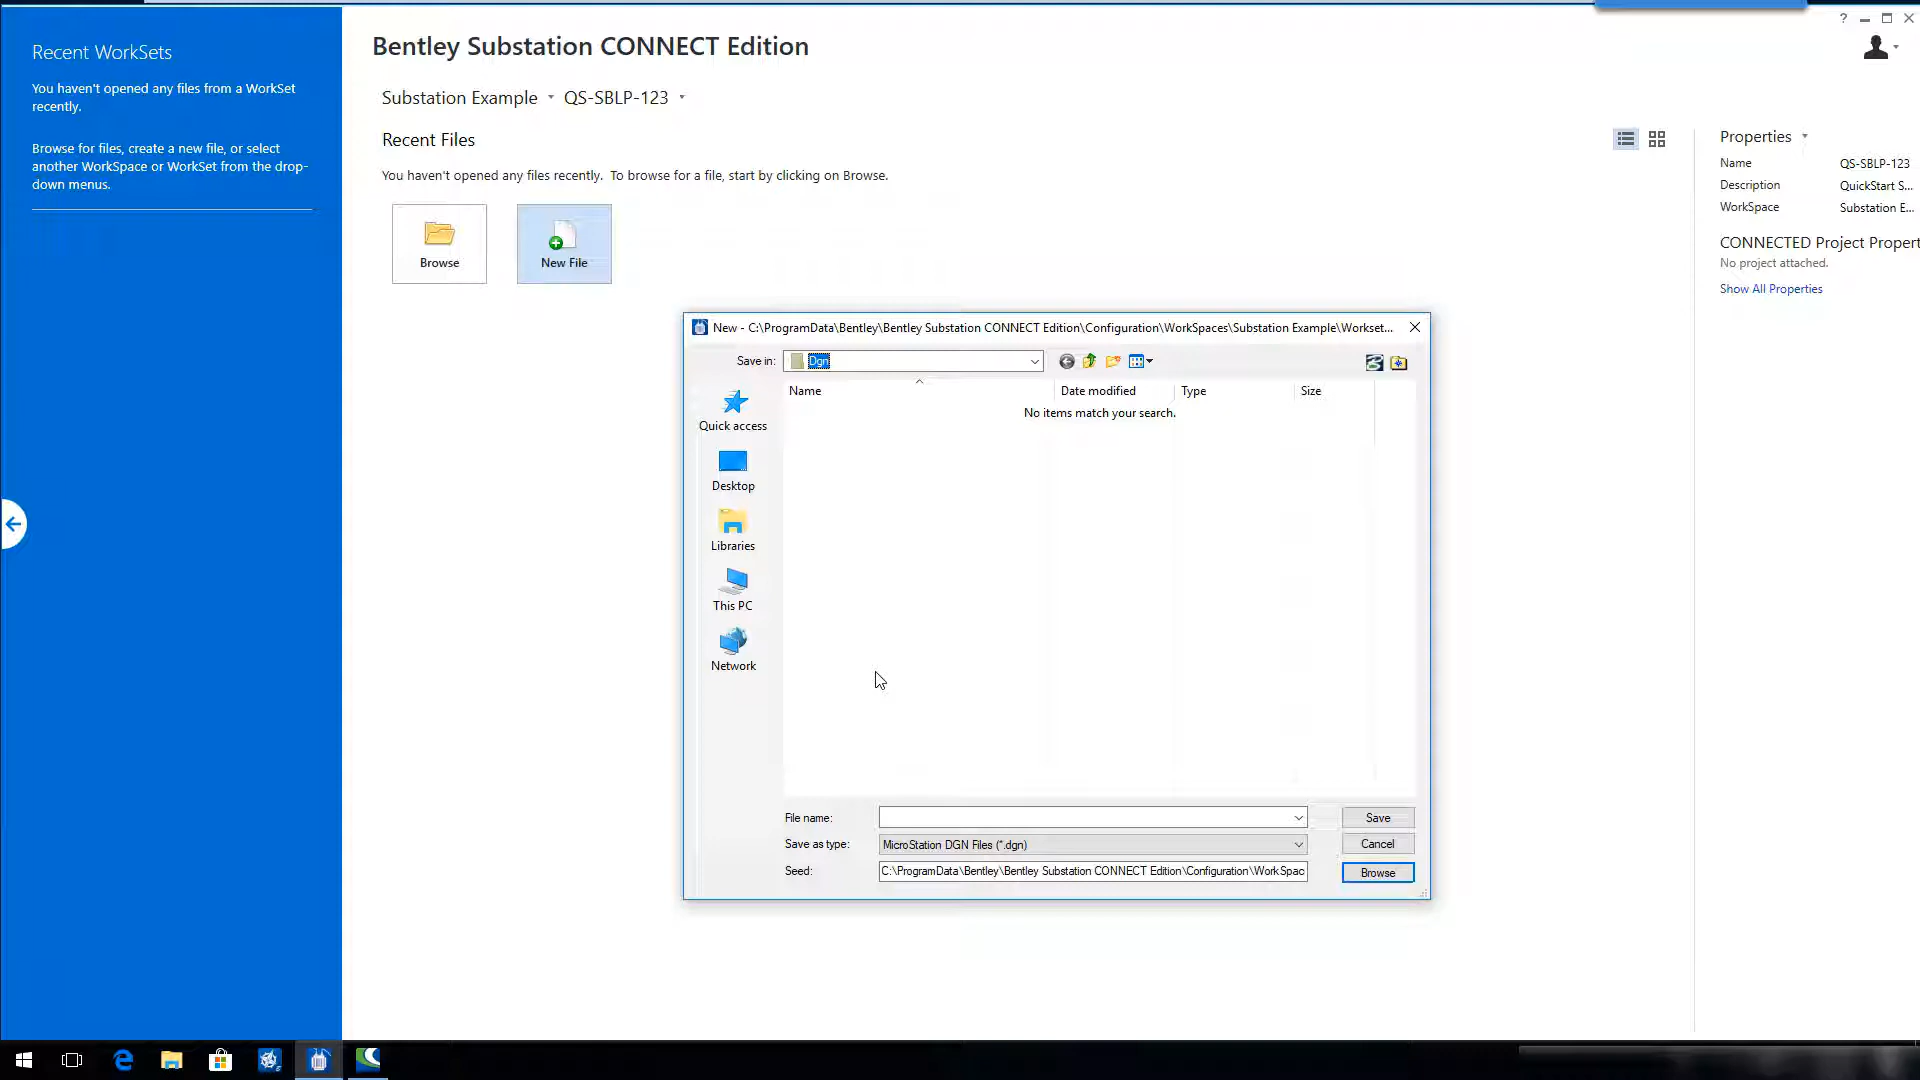 Recent WorkSets
You haven't opened any files from a WorkSet
recently.
Browse for files, create a new file, or select
another WorkSpace or WorkSet from the drop-
down menus.
Bentley Substation CONNECT Edition
?
Substation Example QS-SBLP-123
Recent Files
You haven't opened any files recently. To browse for a file, start by clicking on Browse.
Browse
New File
Properties
Name QS-SBLP-123
Description QuickStart S...
WorkSpace Substation E...
CONNECTED Project Propert
No project attached.
Show All Properties
New - C:\ProgramData\Bentley\Bentley Substation CONNECT Edition\Configuration\WorkSpaces\Substation Example\Workset...
Save in: Dgn
Name Date modified Type Size
No items match your search.
Quick access
Desktop
Libraries
This PC
Network
File name: Save
Save as type: MicroStation DGN Files (*.dgn) Cancel
Seed: C:\ProgramData\Bentley\Bentley Substation CONNECT Edition\Configuration\WorkSpac Browse